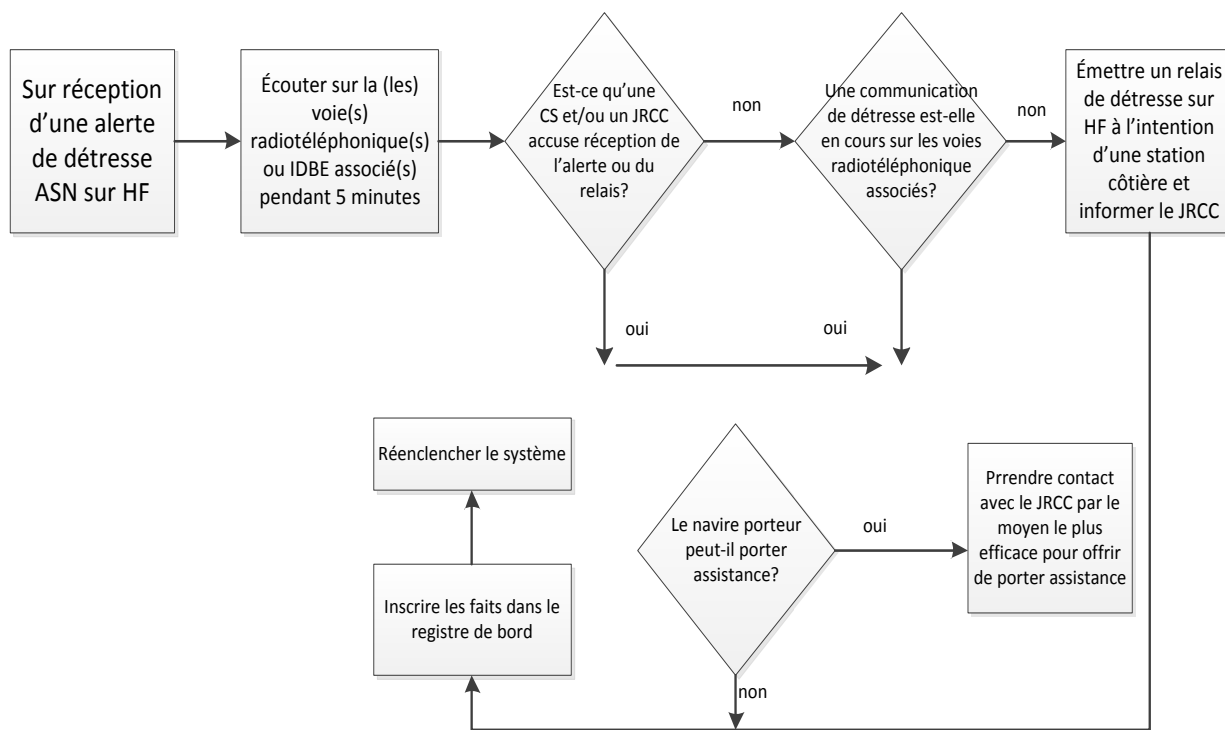 Sur réception
d'une alerte
de détresse
ASN sur HF
Écouter sur la (les)
voie(s)
radiotéléphonique(s)
ou IDBE associé(s)
pendant 5 minutes
Est-ce qu'une
CS et/ou un JRCC
accuse réception de
l'alerte ou du
relais?
non
Une communication
de détresse est-elle
en cours sur les voies
radiotéléphonique
associés?
non
Émettre un relais
de détresse sur
HF à l'intention
d'une station
côtière et
informer le JRCC
oui
oui
Réenclencher le système
Inscrire les faits dans le
registre de bord
Le navire porteur
peut-il porter
assistance?
oui
Prrendre contact
avec le JRCC par le
moyen le plus
efficace pour offrir
de porter assistance
non